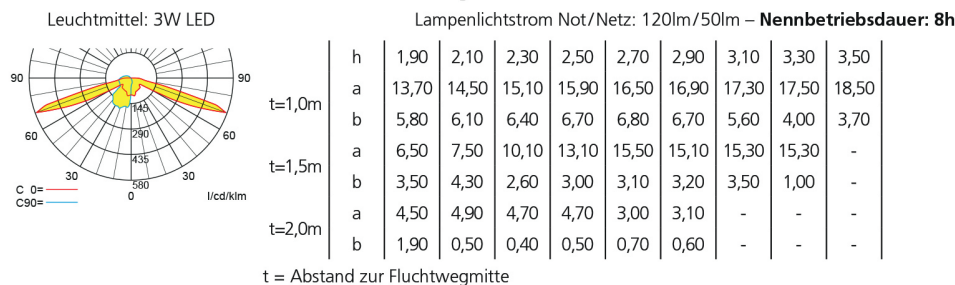 Leuchtmittel: 3W LED
Lampenlichtstrom Not/Netz: 120lm/50lm – Nennbetriebsdauer: 8h
90 90
60 60
30 30
0
145
290
435
580
C 0=
C90=
l/cd/klm
h 1,90 2,10 2,30 2,50 2,70 2,90 3,10 3,30 3,50
t=1,0m
a 13,70 14,50 15,10 15,90 16,50 16,90 17,30 17,50 18,50
b 5,80 6,10 6,40 6,70 6,80 6,70 5,60 4,00 3,70
t=1,5m
a 6,50 7,50 10,10 13,10 15,50 15,10 15,30 15,30 -
b 3,50 4,30 2,60 3,00 3,10 3,20 3,50 1,00 -
t=2,0m
a 4,50 4,90 4,70 4,70 3,00 3,10 - - -
b 1,90 0,50 0,40 0,50 0,70 0,60 - - -
t = Abstand zur Fluchtwegmitte